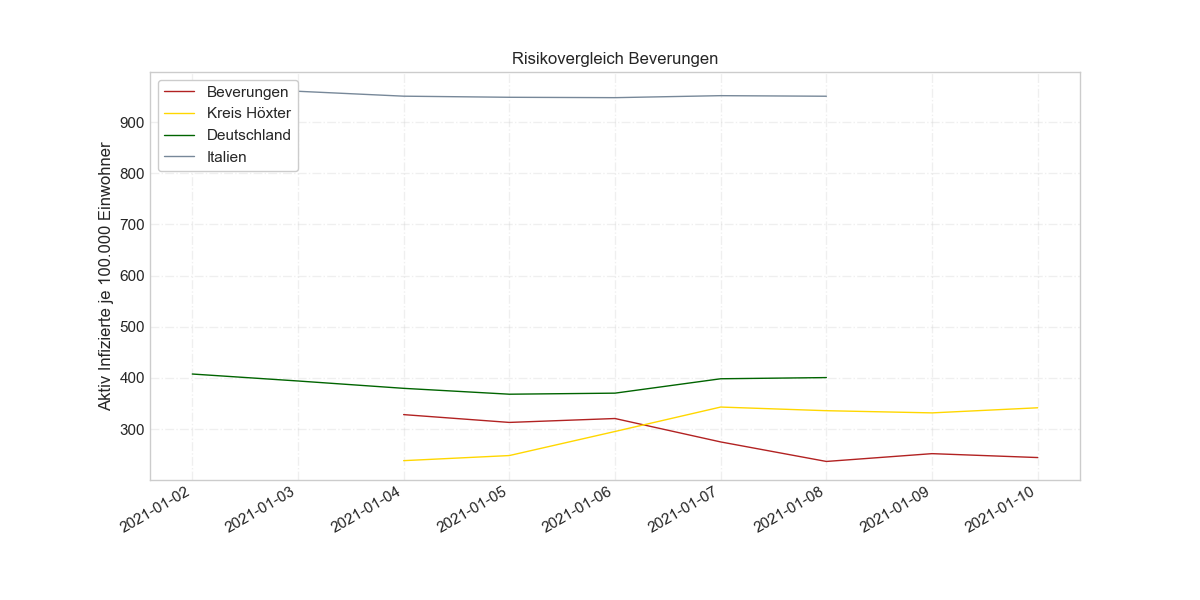 Risikovergleich Beverungen
Beverungen
Kreis Höxter
Deutschland
Italien
Aktiv Infizierte je 100.000 Einwohner
900
800
700
600
500
400
300
2021-01-02
2021-01-03
2021-01-04
2021-01-05
2021-01-06
2021-01-07
2021-01-08
2021-01-09
2021-01-10